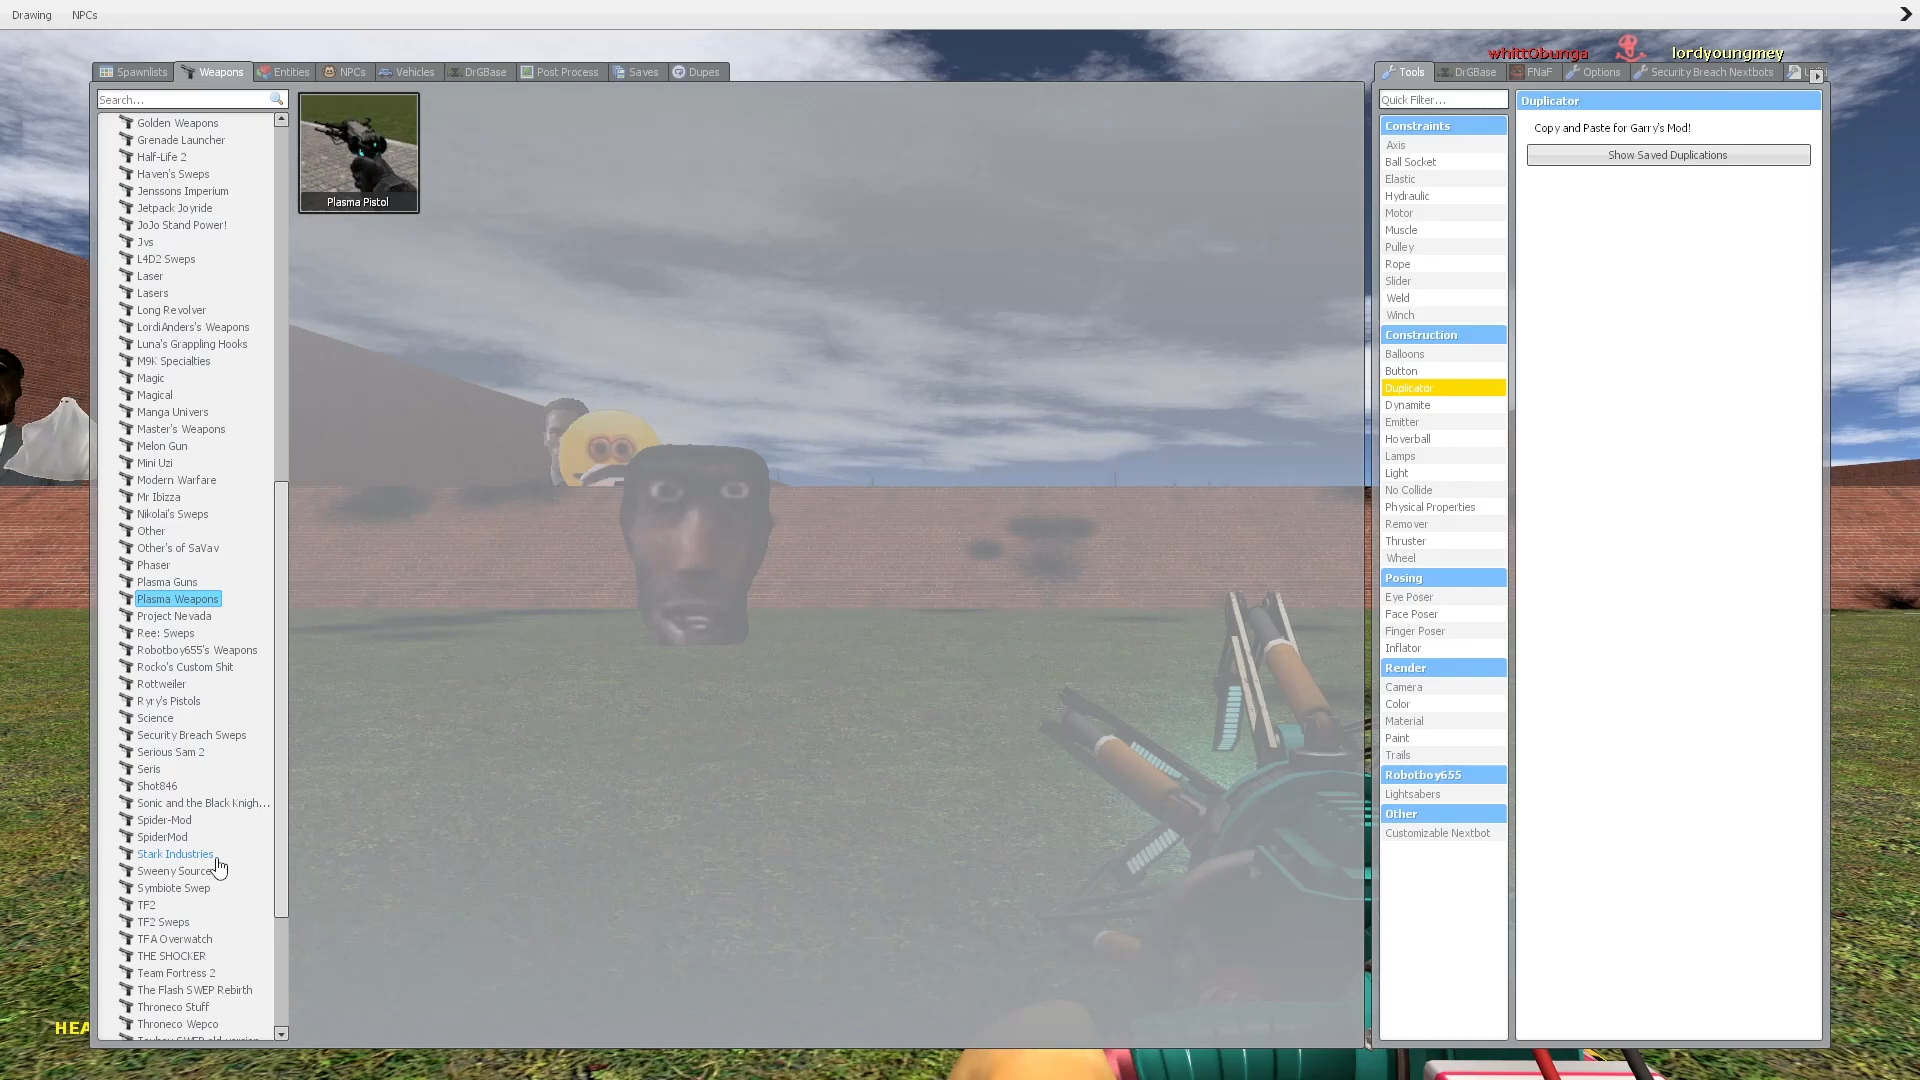 Drawing NPCs
whittObunga lordyoungmey
Spawnlists Weapons Entities NPCs Vehicles DrGBase Post Process Saves Dupes
Tools DrGBase FNaF Options Security Breach Nextbots
Search...
Golden Weapons
Grenade Launcher
Half-Life 2
Haven's Sweps
Jenssons Imperium
Jetpack Joyride
JoJo Stand Power!
Jvs
L4D2 Sweps
Laser
Lasers
Long Revolver
LordiAnders's Weapons
Luna's Grappling Hooks
M9K Specialties
Magic
Magical
Manga Univers
Master's Weapons
Melon Gun
Mini Uzi
Modern Warfare
Mr Ibizza
Nikolai's Sweps
Other
Other's of SaVav
Phaser
Plasma Guns
Plasma Weapons
Project Nevada
Ree: Sweps
Robotboy655's Weapons
Rocko's Custom Shit
Rottweiler
Ryry's Pistols
Science
Security Breach Sweps
Serious Sam 2
Seris
Shot846
Sonic and the Black Knigh...
Spider-Mod
SpiderMod
Stark Industries
Sweeny Source
Symbiote Swep
TF2
TF2 Sweps
TFA Overwatch
THE SHOCKER
Team Fortress 2
The Flash SWEP Rebirth
Throneco Stuff
Throneco Wepco
Plasma Pistol
Quick Filter...
Constraints
Axis
Ball Socket
Elastic
Hydraulic
Motor
Muscle
Pulley
Rope
Slider
Weld
Winch
Construction
Balloons
Button
Duplicator
Dynamite
Emitter
Hoverball
Lamps
Light
No Collide
Physical Properties
Remover
Thruster
Wheel
Posing
Eye Poser
Face Poser
Finger Poser
Inflator
Render
Camera
Color
Material
Paint
Trails
Robotboy655
Lightsabers
Other
Customizable Nextbot
Duplicator
Copy and Paste for Garry's Mod!
Show Saved Duplications
HEA